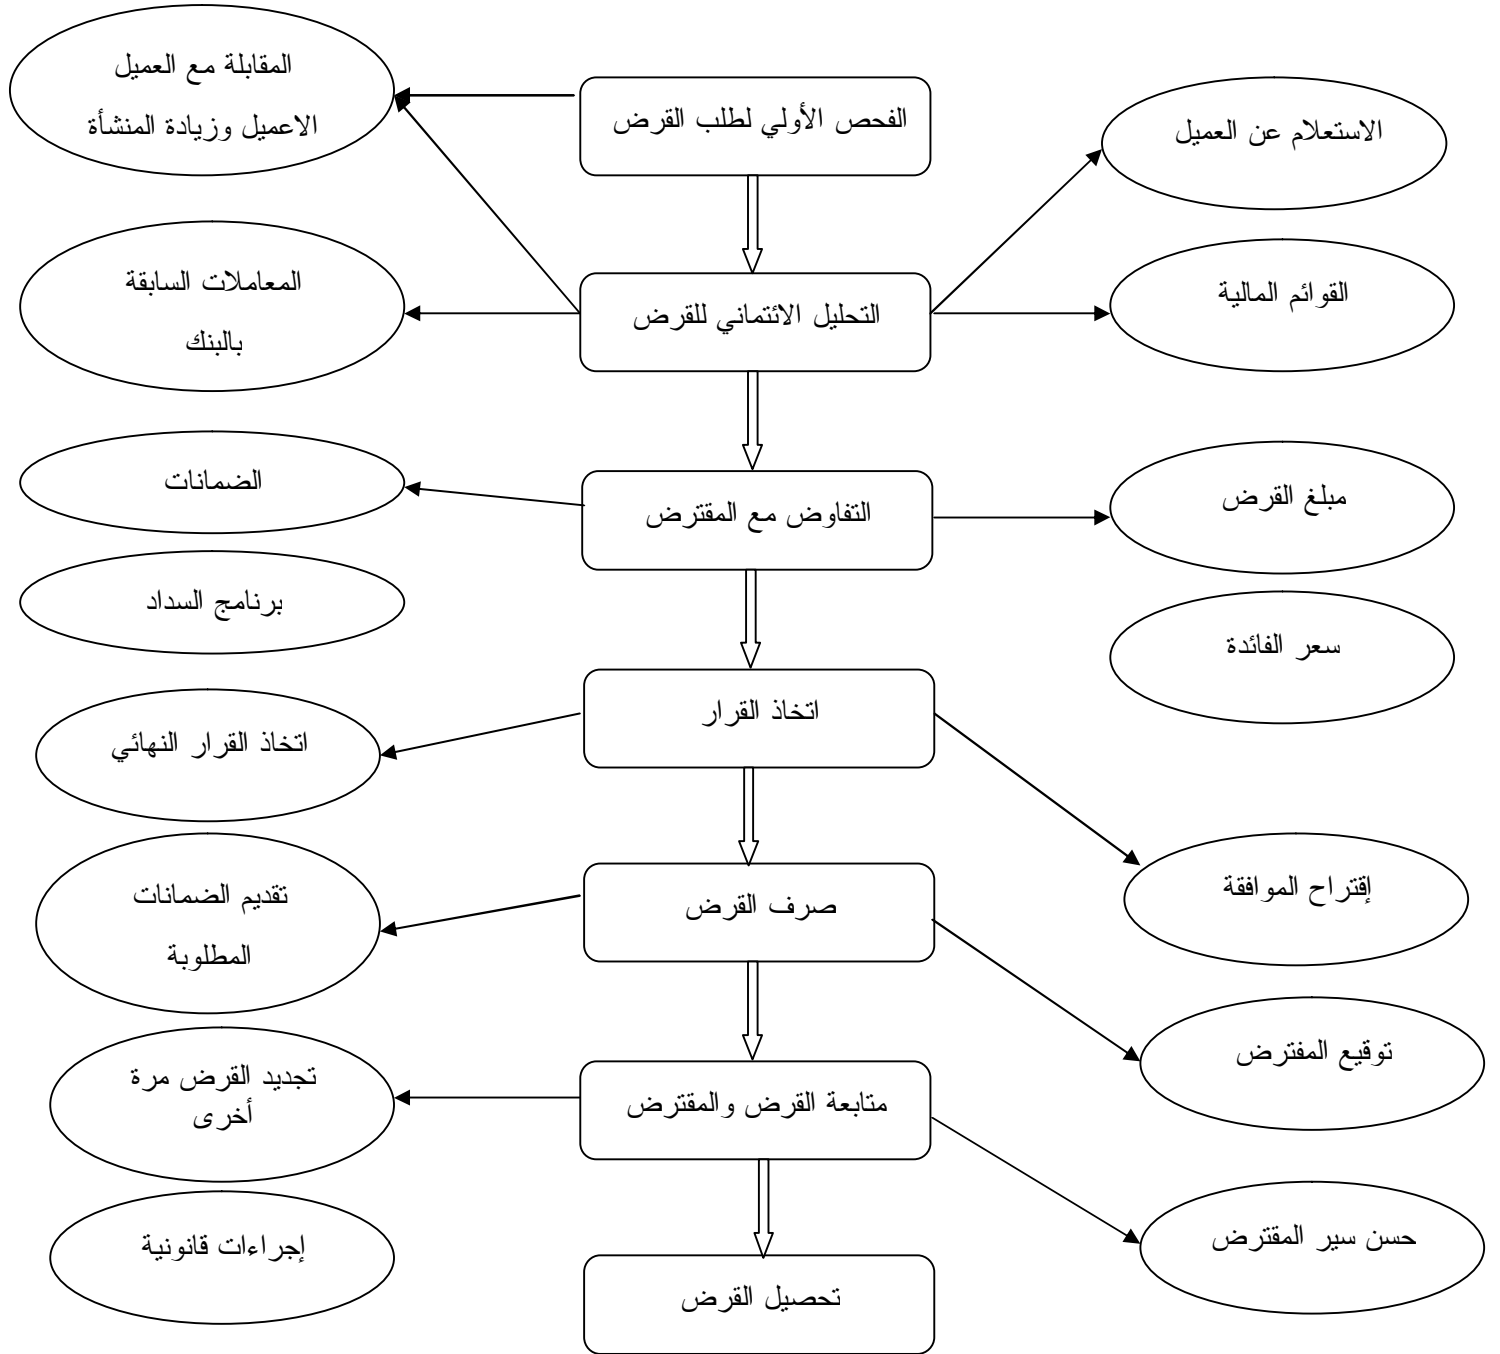 المقابلة مع العميل
الاعميل وزيادة المنشأة
الفحص الأولي لطلب القرض
الاستعلام عن العميل
المعاملات السابقة
بالبنك
التحليل الائتماني للقرض
القوائم المالية
الضمانات
التفاوض مع المقترض
مبلغ القرض
برنامج السداد
سعر الفائدة
اتخاذ القرار النهائي
اتخاذ القرار
إقتراح الموافقة
تقديم الضمانات
المطلوبة
صرف القرض
توقيع المفترض
تجديد القرض مرة
أخرى
متابعة القرض والمقترض
حسن سير المقترض
إجراءات قانونية
تحصيل القرض